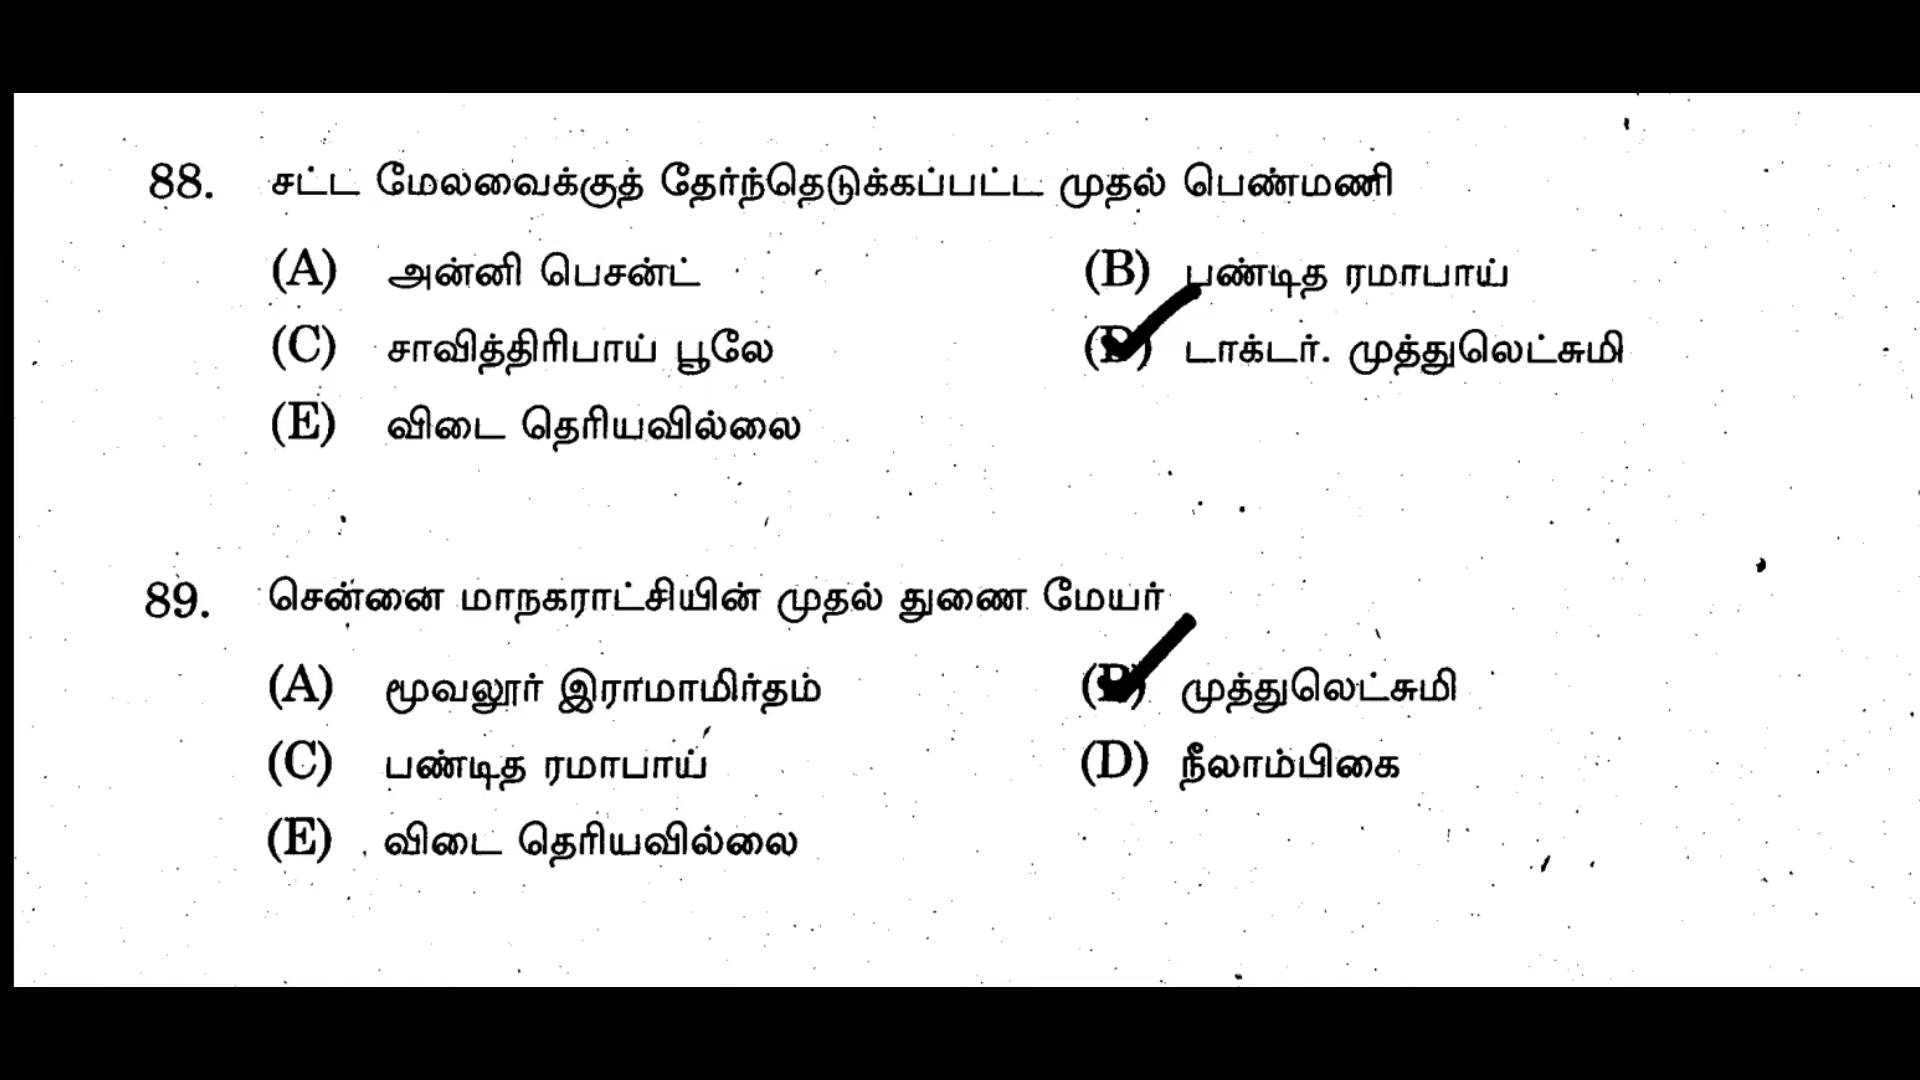 88. சட்ட மேலவைக்குத் தேர்ந்தெடுக்கப்பட்ட முதல் பெண்மணி
(A) அன்னி பெசன்ட் (B) பண்டித ரமாபாய்
(C) சாவித்திரிபாய் பூலே (D) டாக்டர். முத்துலெட்சுமி
(E) விடை தெரியவில்லை
89. சென்னை மாநகராட்சியின் முதல் துணை மேயர்
(A) மூவலூர் இராமாமிர்தம் (B) முத்துலெட்சுமி
(C) பண்டித ரமாபாய் (D) நீலாம்பிகை
(E) விடை தெரியவில்லை